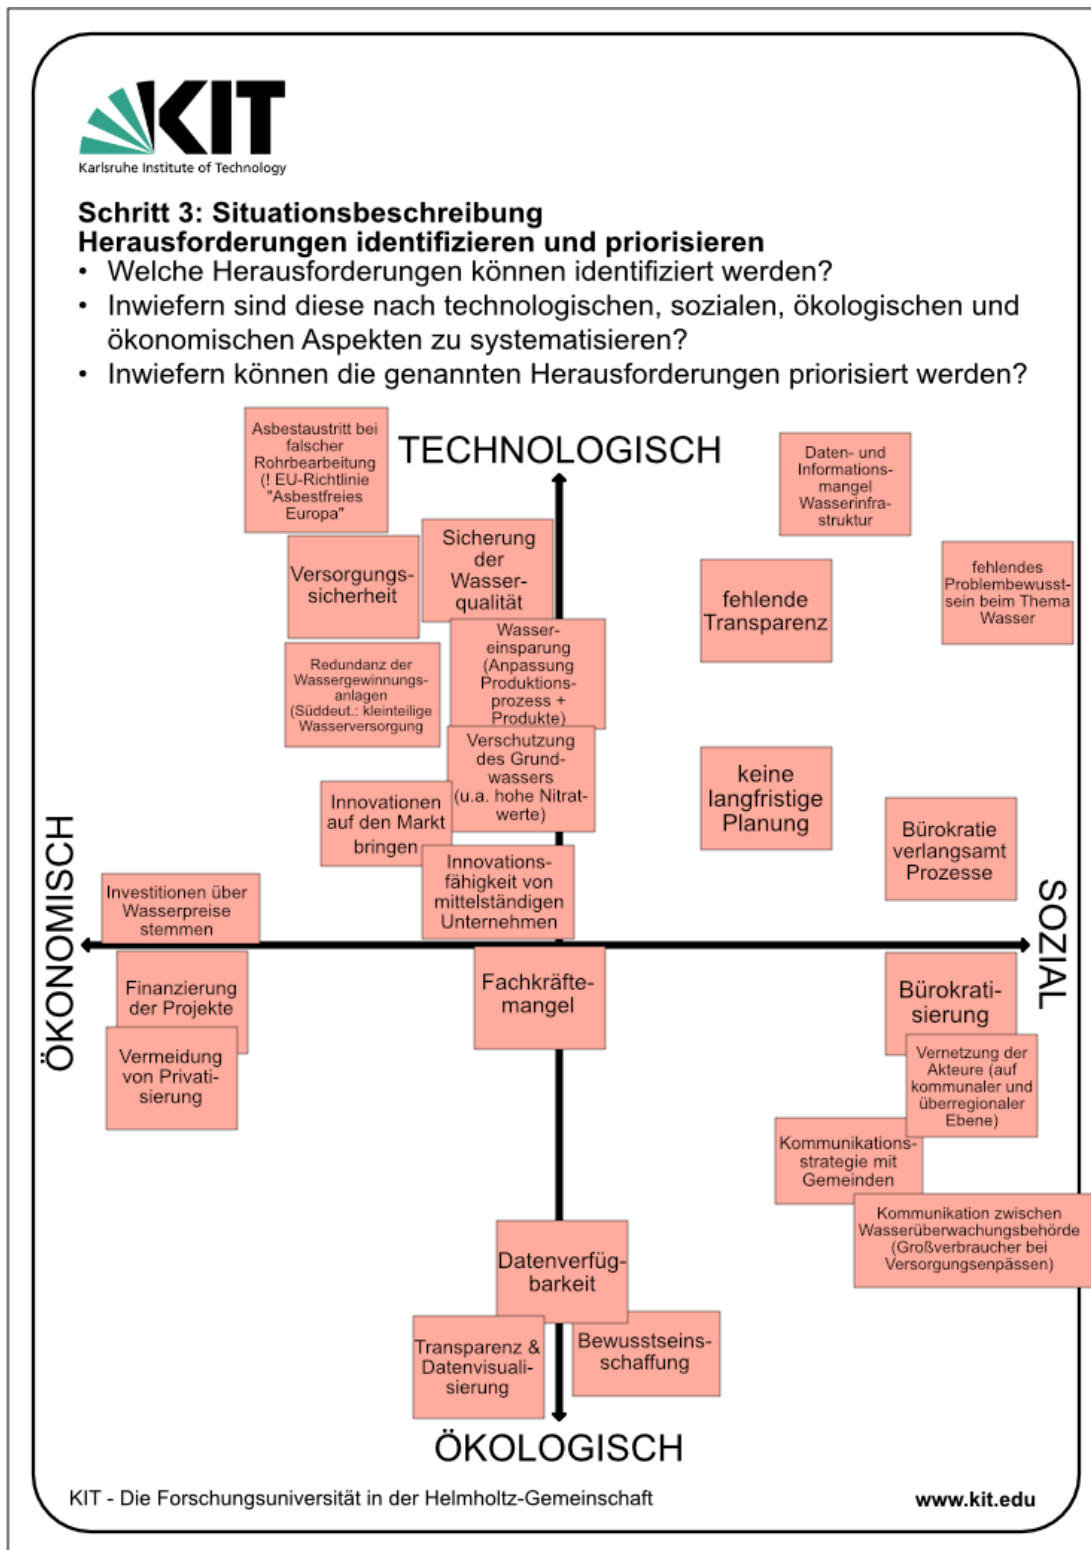 KIT
Karlsruhe Institute of Technology
Schritt 3: Situationsbeschreibung
Herausforderungen identifizieren und priorisieren
• Welche Herausforderungen können identifiziert werden?
• Inwiefern sind diese nach technologischen, sozialen, ökologischen und
ökonomischen Aspekten zu systematisieren?
• Inwiefern können die genannten Herausforderungen priorisiert werden?
TECHNOLOGISCH
Asbestaustritt bei
falscher
Rohrbearbeitung
(! EU-Richtlinie
"Asbestfreies
Europa"
Daten- und
Informations-
mangel
Wasserinfra-
struktur
Versorgungs-
sicherheit
Sicherung
der
Wasser-
qualität
fehlende
Transparenz
fehlendes
Problembewusst-
sein beim Thema
Wasser
Redundanz der
Wassergewinnungs-
anlagen
(Süddeut.: kleinteilige
Wasserversorgung
Wasser-
einsparung
(Anpassung
Produktions-
prozess +
Produkte)
Verschutzung
des Grund-
wassers
(u.a. hohe Nitrat-
werte)
keine
langfristige
Planung
Innovationen
auf den Markt
bringen
Bürokratie
verlangsamt
Prozesse
Innovations-
fähigkeit von
mittelständigen
Unternehmen
Investitionen über
Wasserpreise
stemmen
ÖKONOMISCH
SOZIAL
Finanzierung
der Projekte
Fachkräfte-
mangel
Bürokrati-
sierung
Vermeidung
von Privati-
sierung
Vernetzung der
Akteure (auf
kommunaler und
überregionaler
Ebene)
Kommunikations-
strategie mit
Gemeinden
Kommunikation zwischen
Wasserüberwachungsbehörde
(Großverbraucher bei
Versorgungsenpässen)
Datenverfüg-
barkeit
Transparenz &
Datenvisuali-
sierung
Bewusstseins-
schaffung
ÖKOLOGISCH
KIT - Die Forschungsuniversität in der Helmholtz-Gemeinschaft
www.kit.edu